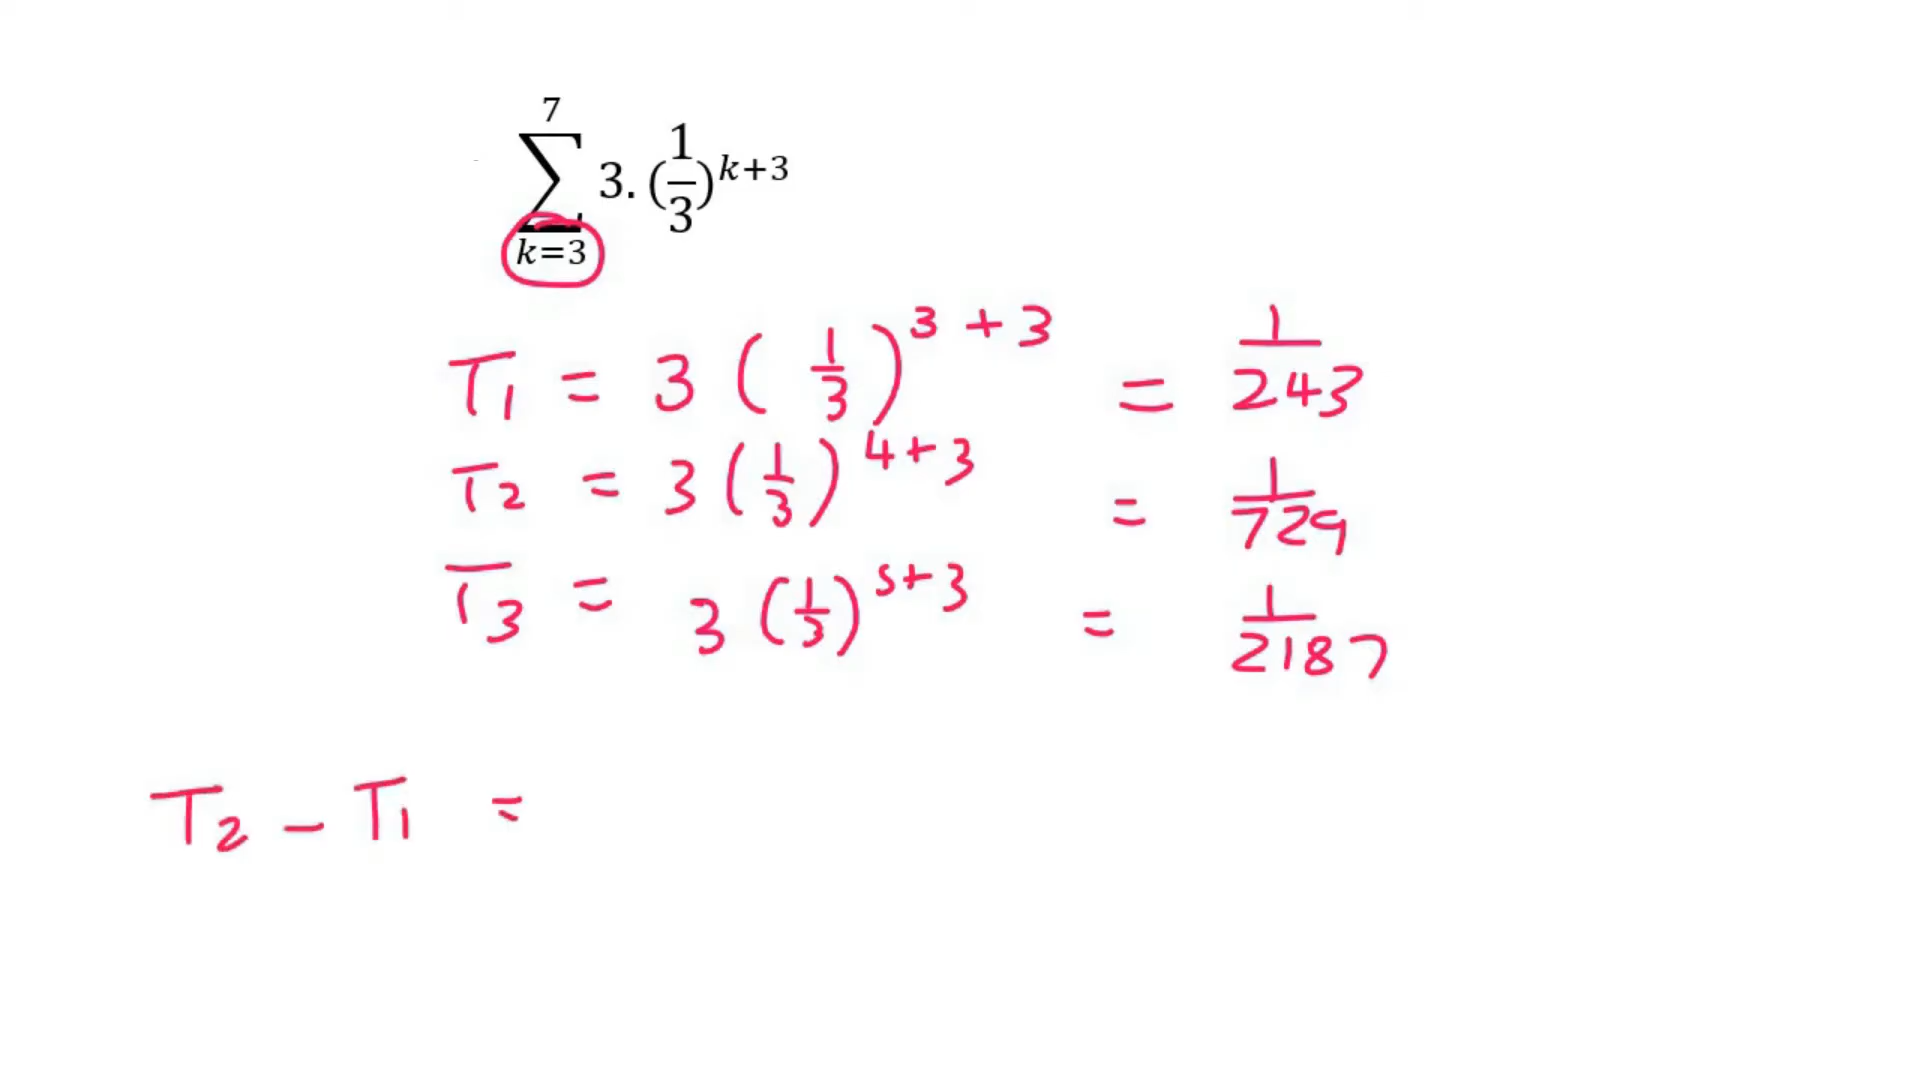 7
∑ 3. (1/3)^k+3
k=3
T1 = 3 (1/3)^3+3 = 1/243
T2 = 3 (1/3)^4+3 = 1/729
T3 = 3 (1/3)^5+3 = 1/2187
T2 - T1 =